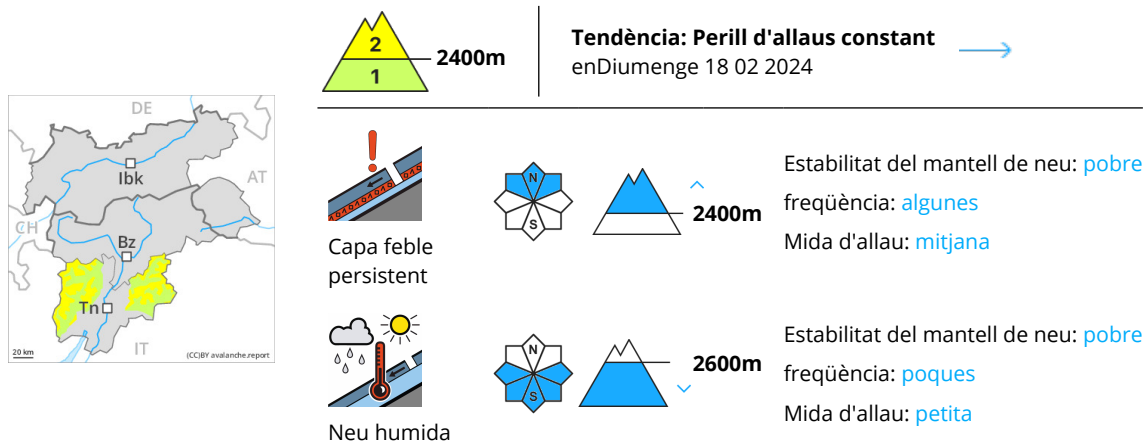 2
1
2400m
Tendència: Perill d'allaus constant
enDiumenge 18 02 2024
DE
AT
Ibk
CH
Bz
Tn
IT
20 km
(CC)BY avalanche.report
Capa feble
persistent
N
S
2400m
Estabilitat del mantell de neu: pobre
freqüència: algunes
Mida d'allau: mitjana
Neu humida
N
S
2600m
Estabilitat del mantell de neu: pobre
freqüència: poques
Mida d'allau: petita